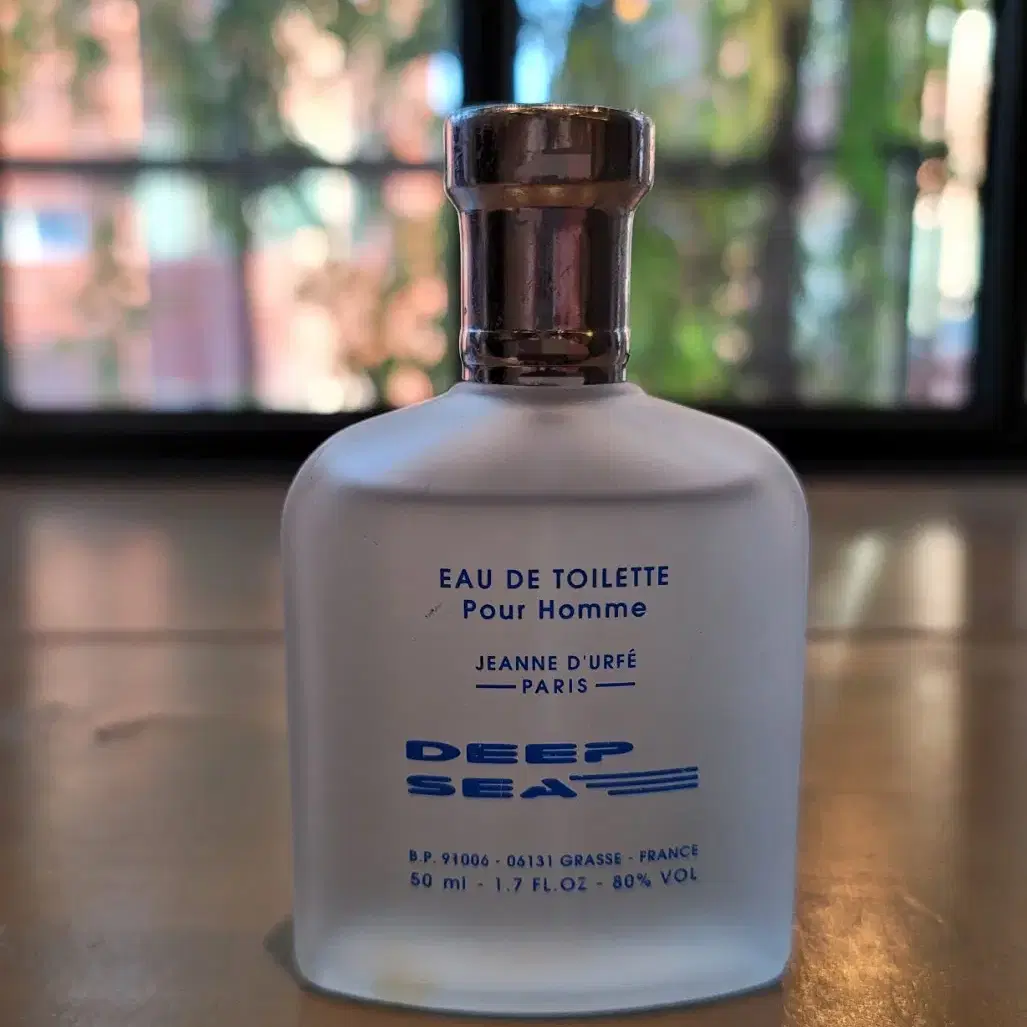 EAU DE TOILETTE
Pour Homme
JEANNE D'URFÉ
PARIS
DEEP
SEA
B.P. 91006 - 06131 GRASSE - FRANCE
50 ml - 1.7 FL.OZ - 80% VOL